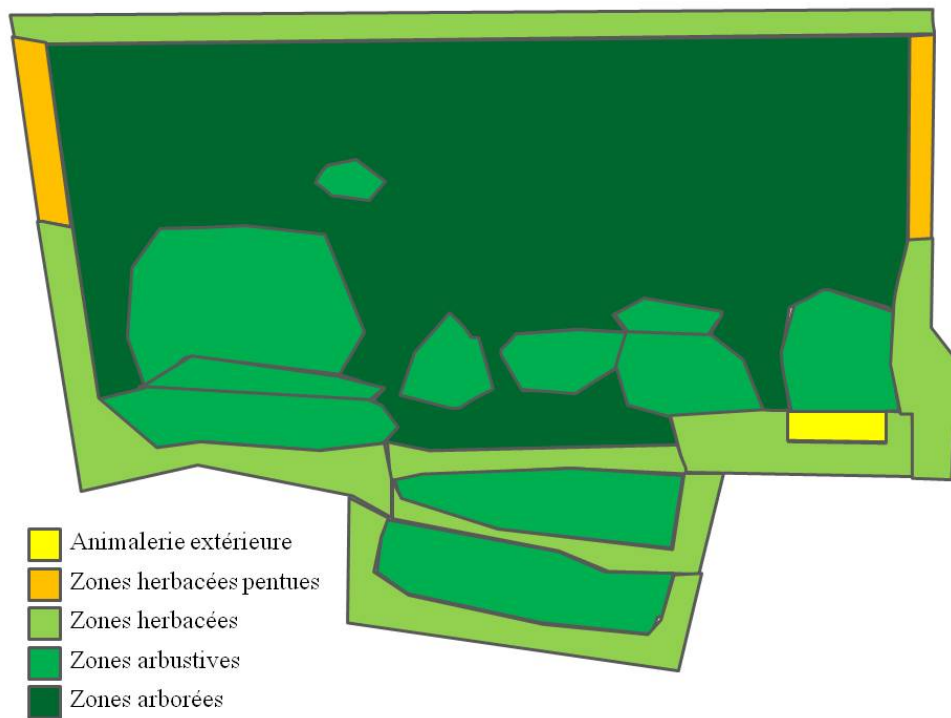 Animalerie extérieure
Zones herbacées pentues
Zones herbacées
Zones arbustives
Zones arborées